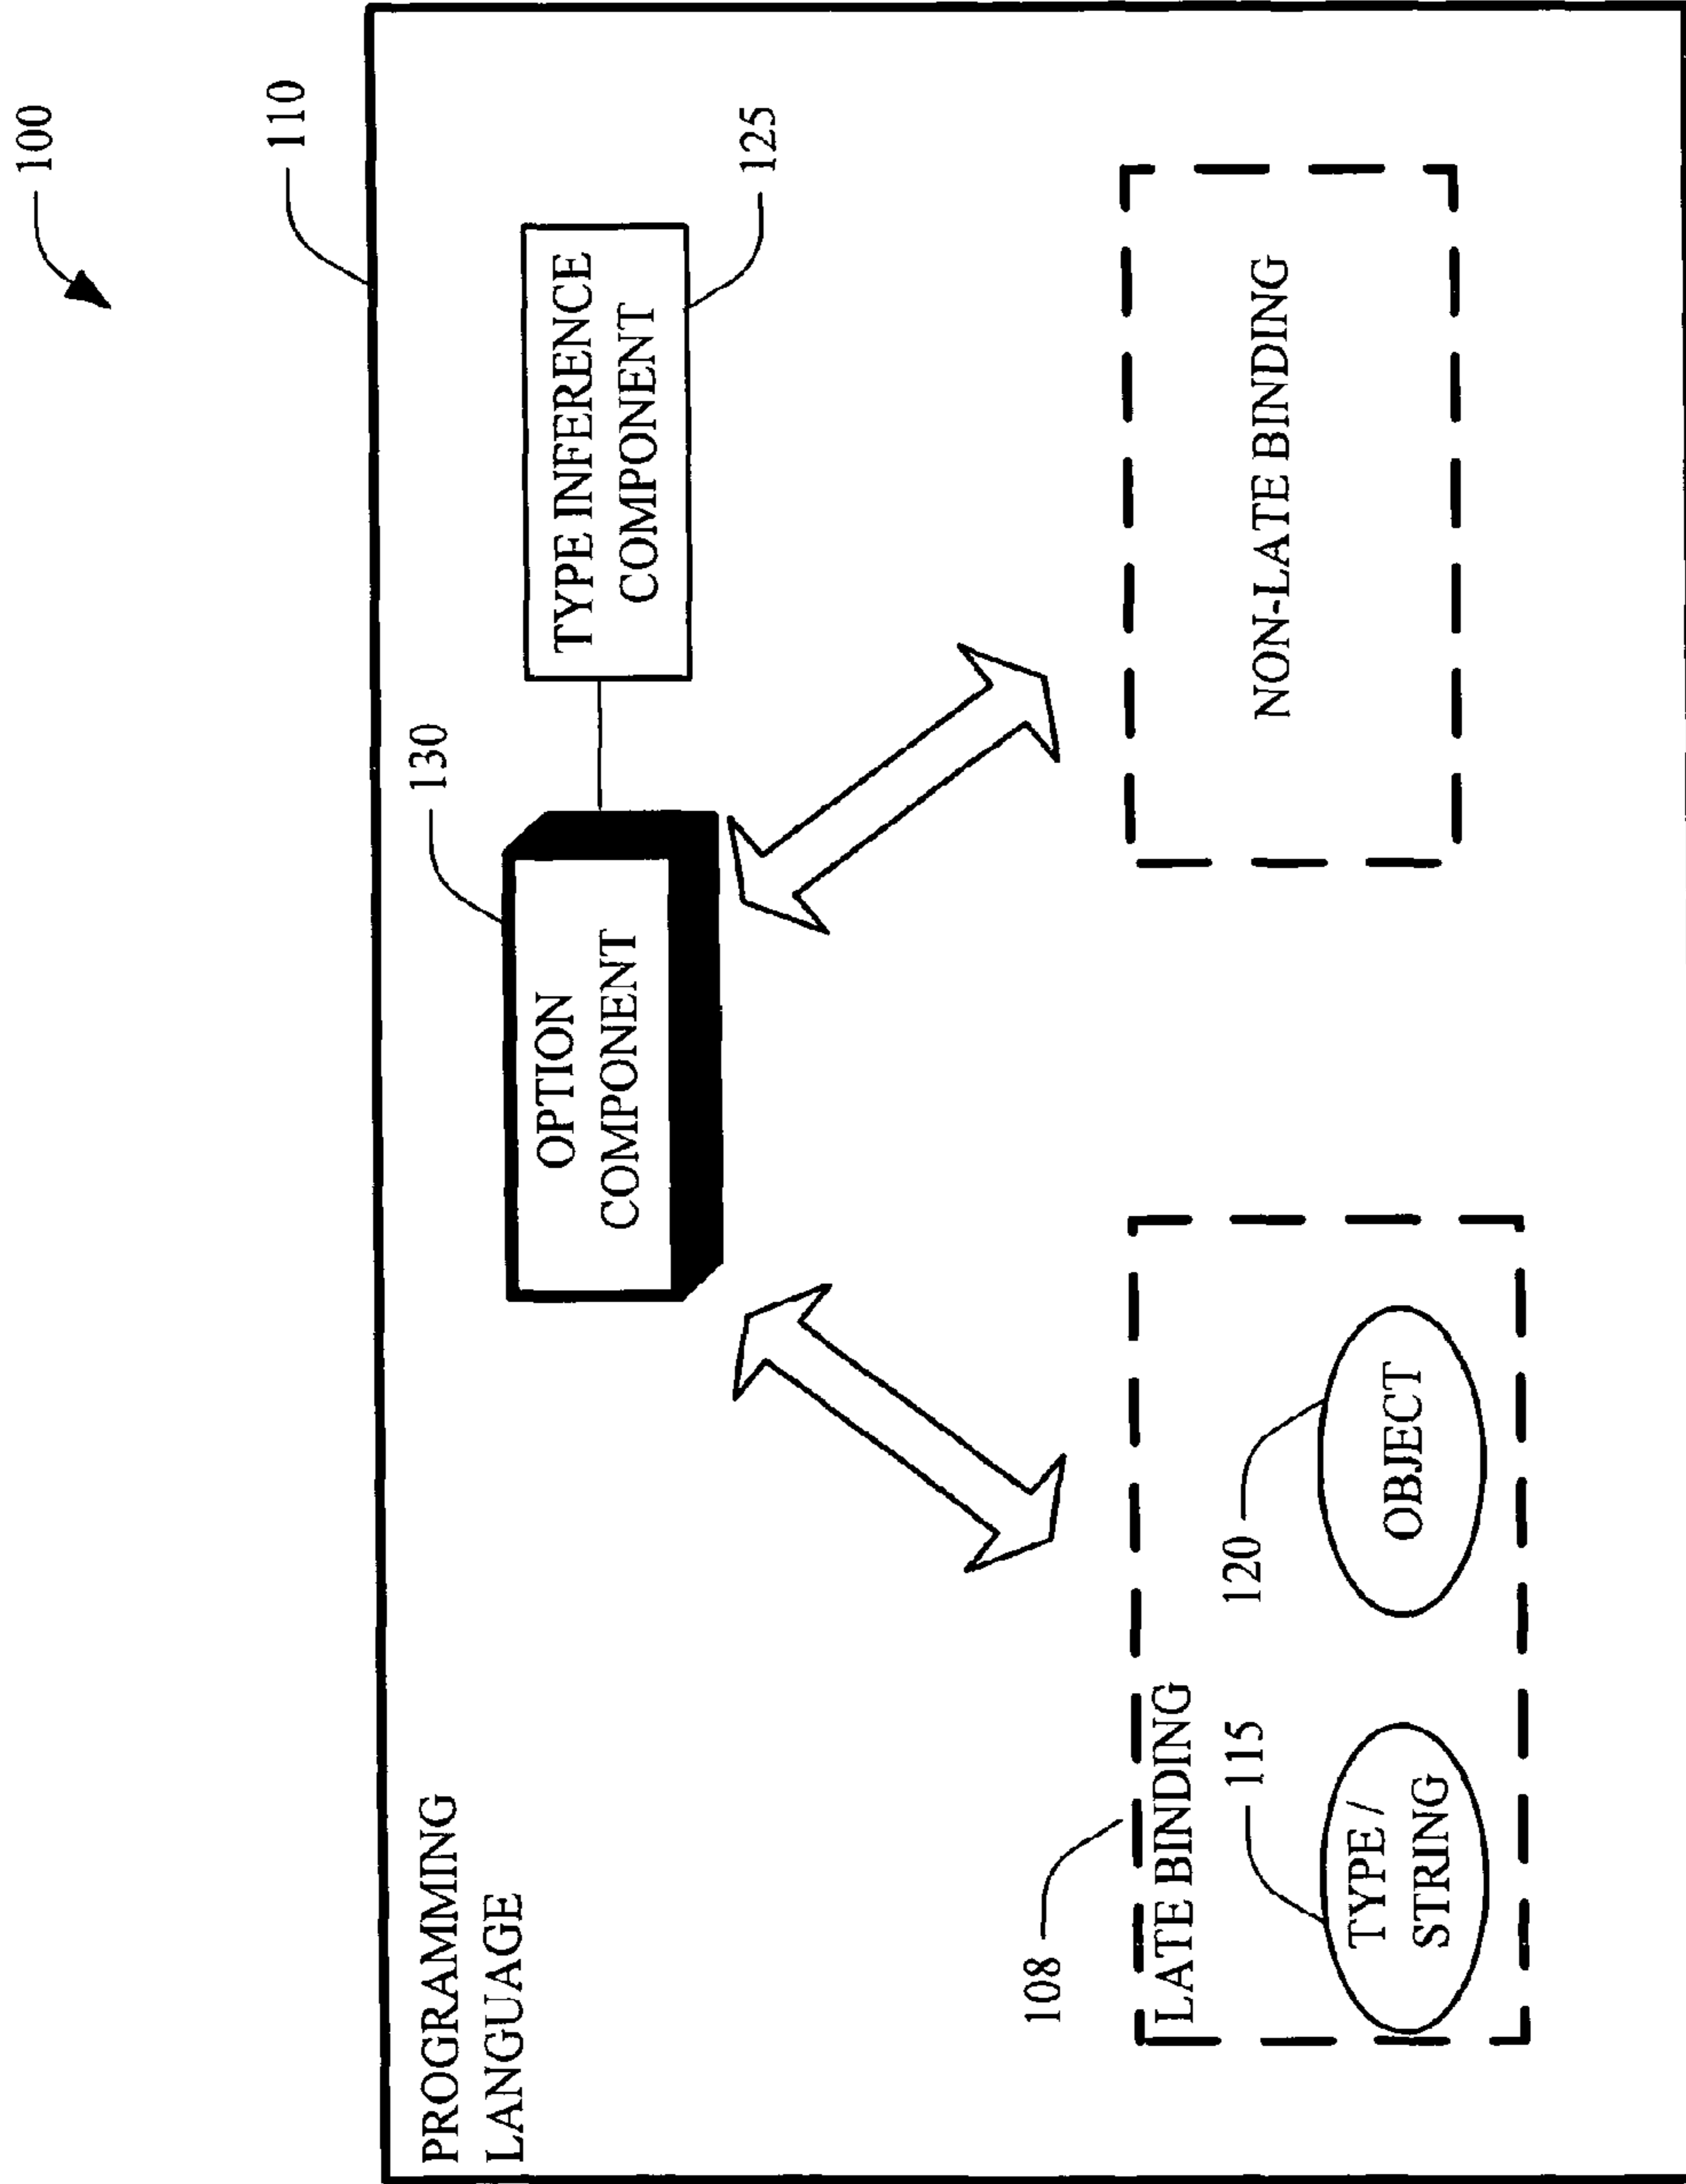 100
110
PROGRAMMING
LANGUAGE
130
OPTION
COMPONENT
TYPE INFERENCE
COMPONENT
125
108
LATE BINDING
115
TYPE /
STRING
120
OBJECT
NON-LATE BINDING